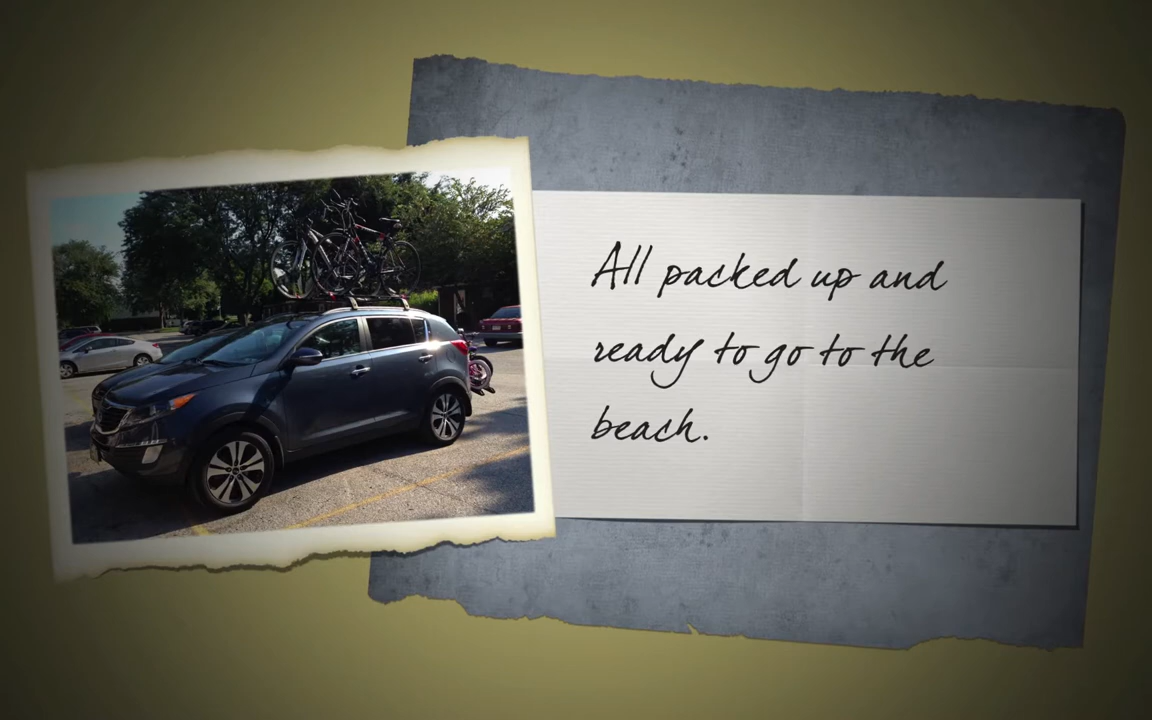 All packed up and
ready to go to the
beach.